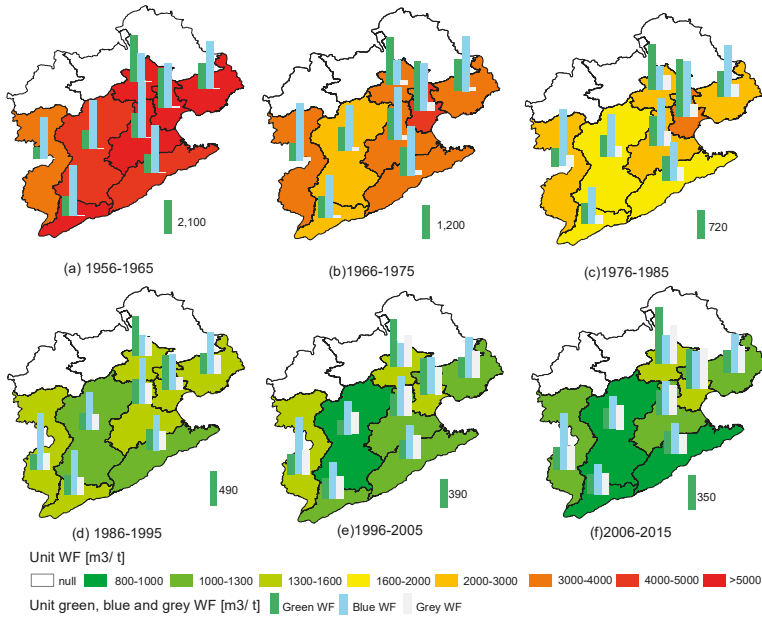 2,100
1,200
720
(a) 1956-1965
(b)1966-1975
(c)1976-1985
490
390
350
(d) 1986-1995
(e)1996-2005
(f)2006-2015
Unit WF [m3/ t]
null 800-1000 1000-1300 1300-1600 1600-2000 2000-3000 3000-4000 4000-5000 >5000
Unit green, blue and grey WF [m3/ t] Green WF Blue WF Grey WF